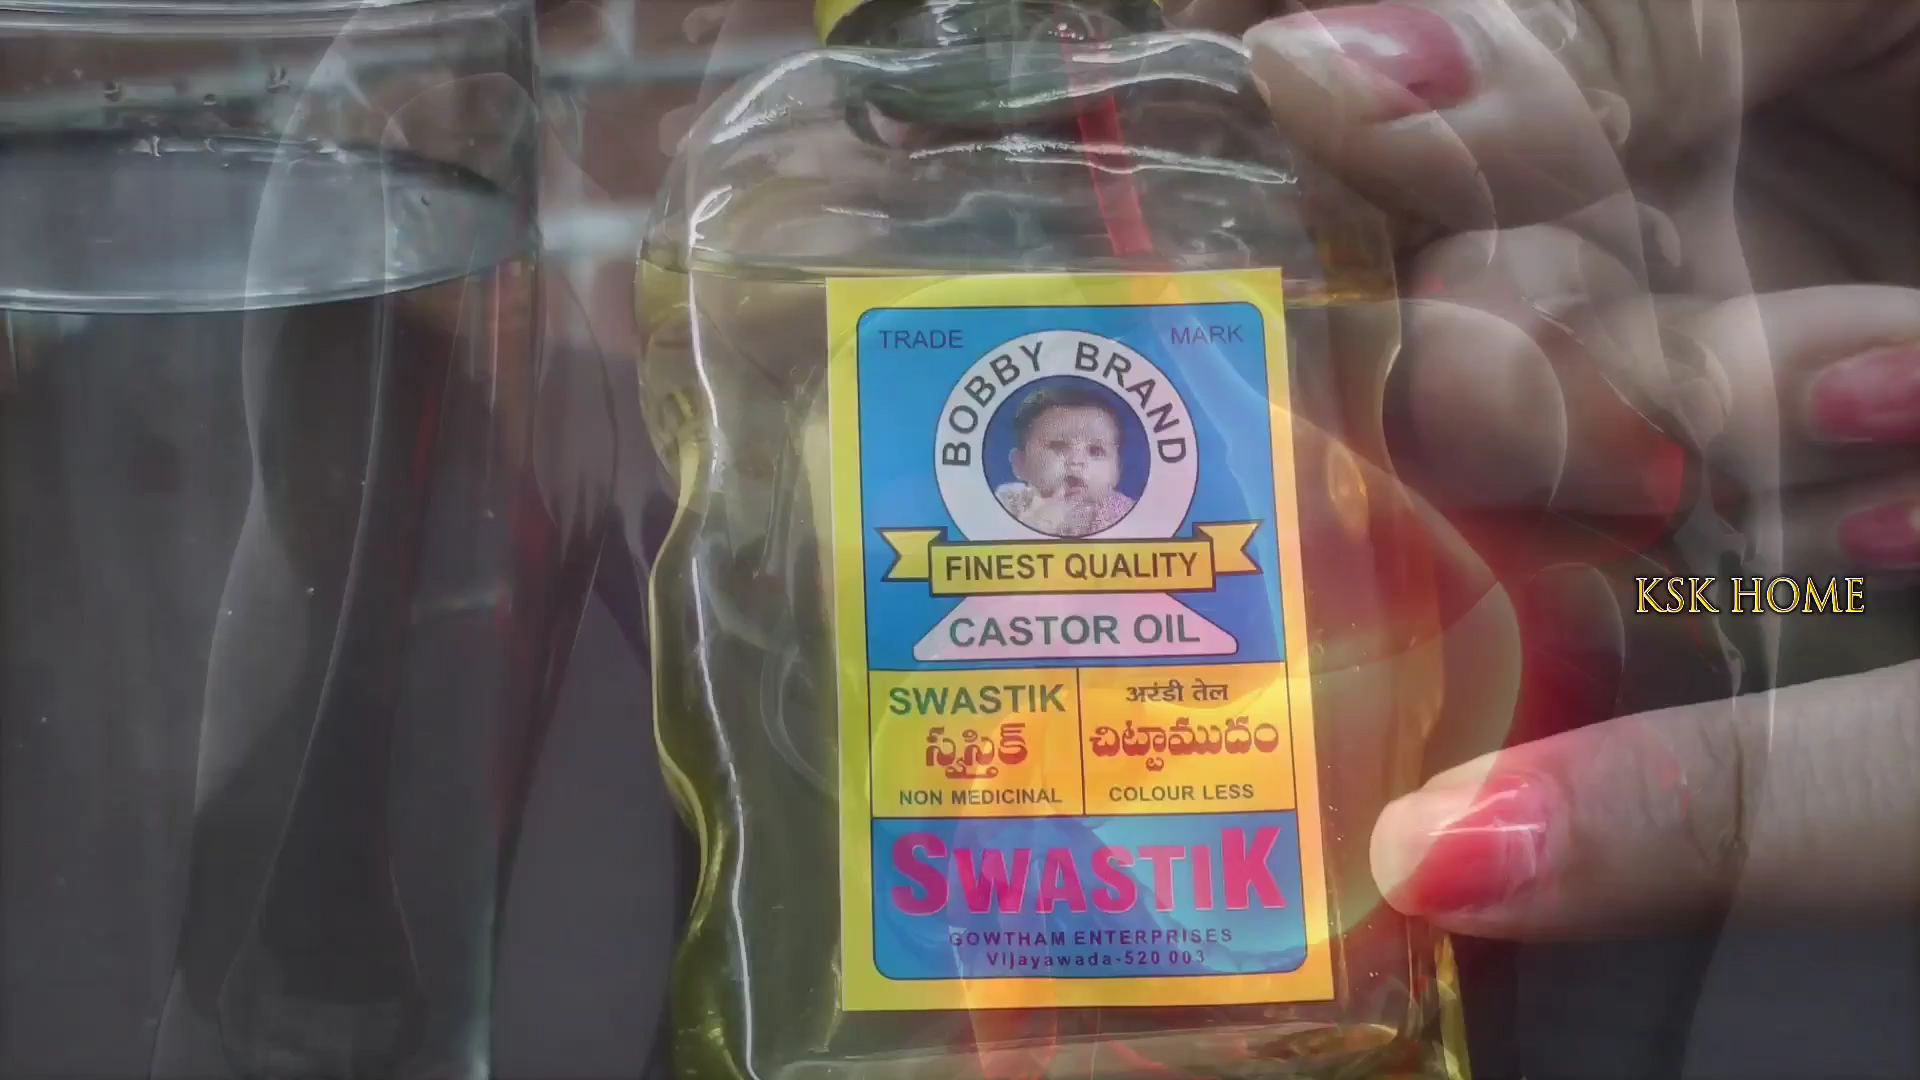 TRADE MARK
BOBBY BRAND
FINEST QUALITY
CASTOR OIL
SWASTIK
స్వస్తిక్
NON MEDICINAL
अरंडी तेल
చిట్టాముదం
COLOUR LESS
SWASTIK
GOWTHAM ENTERPRISES
Vijayawada-520 003
KSK HOME